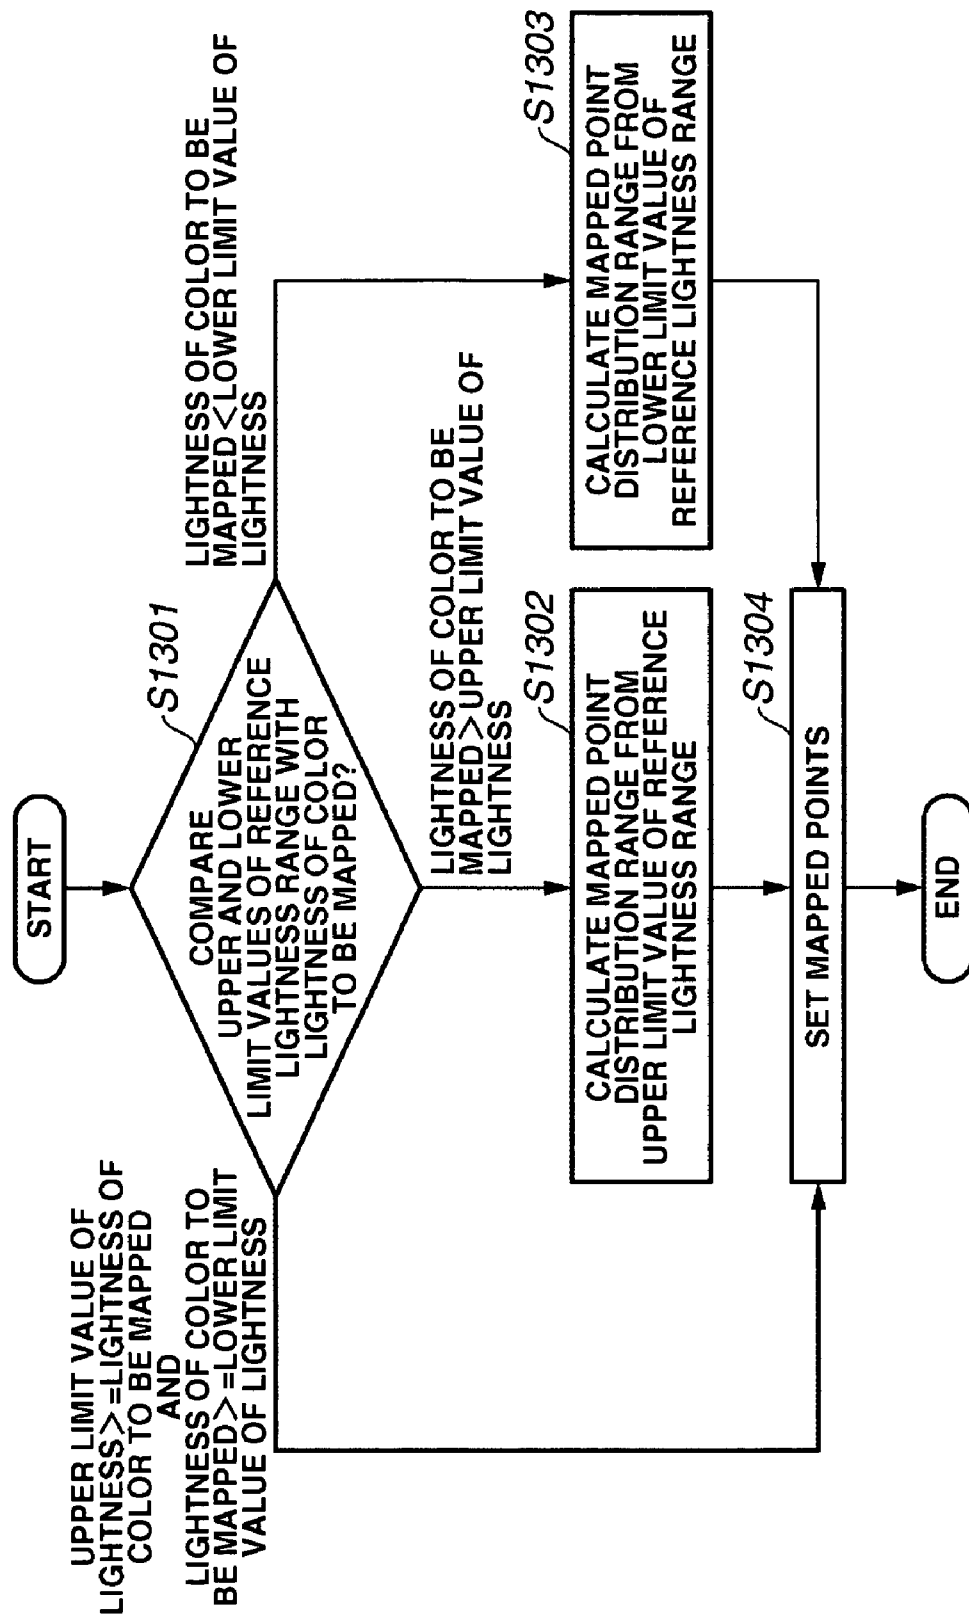 START
S1301
COMPARE
UPPER AND LOWER
LIMIT VALUES OF REFERENCE
LIGHTNESS RANGE WITH
LIGHTNESS OF COLOR
TO BE MAPPED?
UPPER LIMIT VALUE OF
LIGHTNESS>=LIGHTNESS OF
COLOR TO BE MAPPED
AND
LIGHTNESS OF COLOR TO
BE MAPPED>=LOWER LIMIT
VALUE OF LIGHTNESS
LIGHTNESS OF COLOR TO BE
MAPPED>UPPER LIMIT VALUE OF
LIGHTNESS
LIGHTNESS OF COLOR TO BE
MAPPED<LOWER LIMIT VALUE OF
LIGHTNESS
S1302
CALCULATE MAPPED POINT
DISTRIBUTION RANGE FROM
UPPER LIMIT VALUE OF REFERENCE
LIGHTNESS RANGE
S1303
CALCULATE MAPPED POINT
DISTRIBUTION RANGE FROM
LOWER LIMIT VALUE OF
REFERENCE LIGHTNESS RANGE
S1304
SET MAPPED POINTS
END